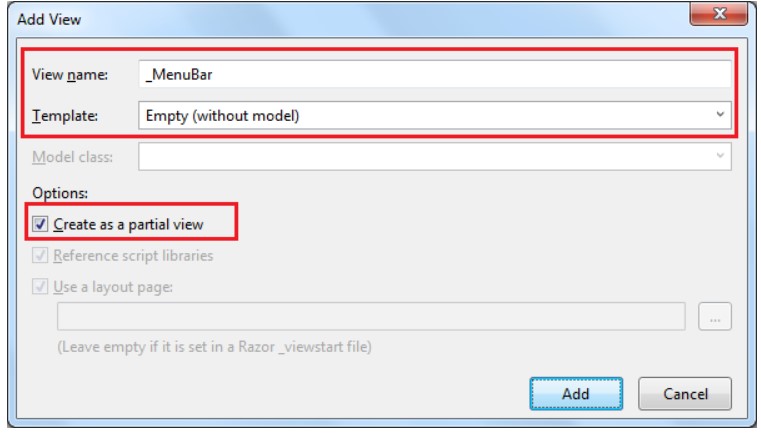 Add View
View name: _MenuBar
Template: Empty (without model)
Model class:
Options:
Create as a partial view
Reference script libraries
Use a layout page:
...
(Leave empty if it is set in a Razor _viewstart file)
Add Cancel